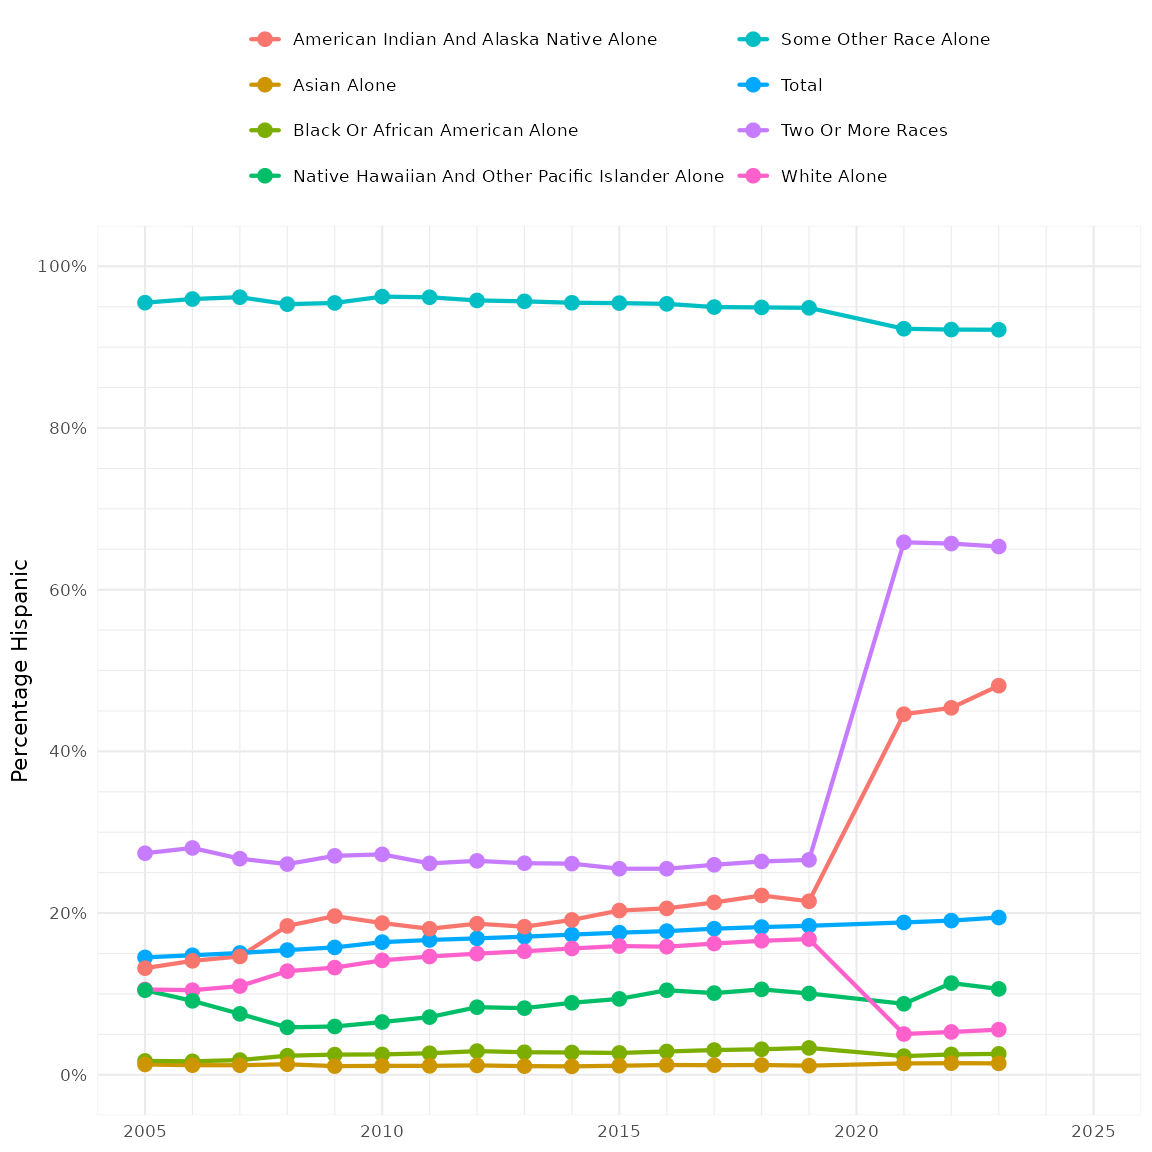 American Indian And Alaska Native Alone
Some Other Race Alone
Asian Alone
Total
Black Or African American Alone
Two Or More Races
Native Hawaiian And Other Pacific Islander Alone
White Alone
Percentage Hispanic
100%
80%
60%
40%
20%
0%
2005
2010
2015
2020
2025